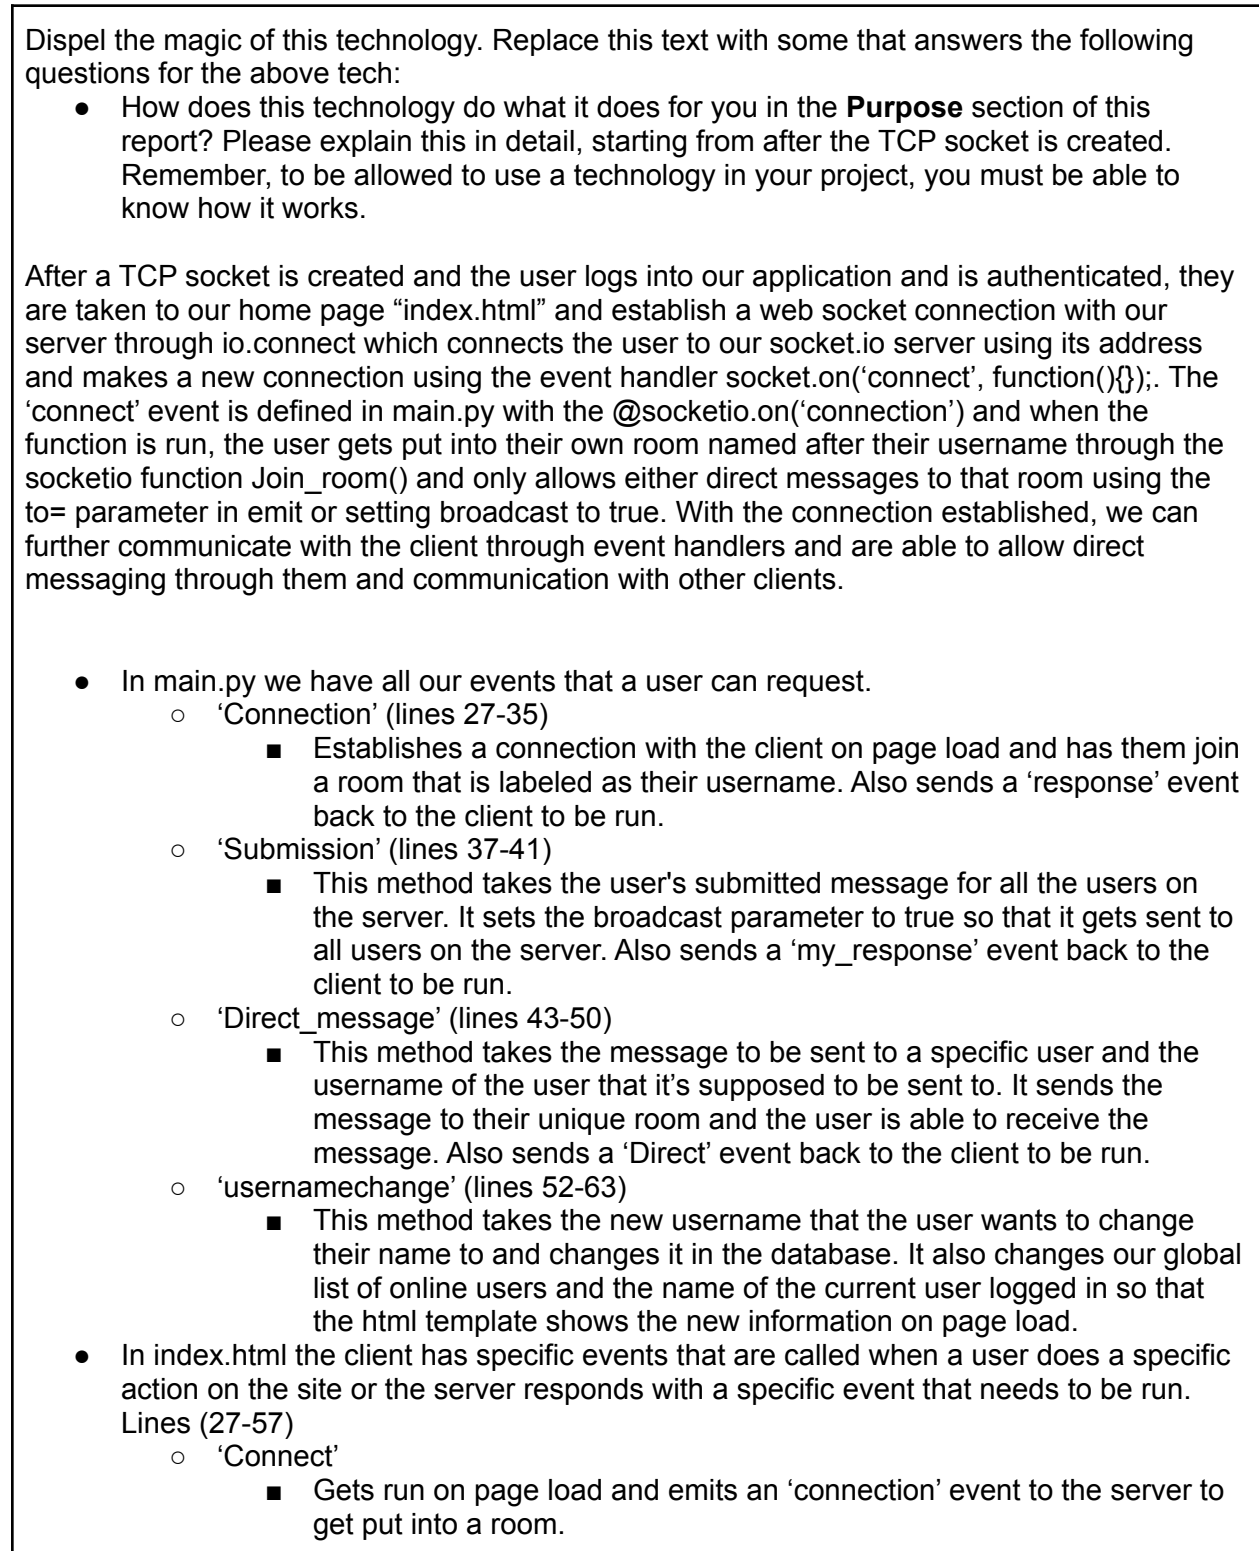 Dispel the magic of this technology. Replace this text with some that answers the following
questions for the above tech:
● How does this technology do what it does for you in the Purpose section of this
report? Please explain this in detail, starting from after the TCP socket is created.
Remember, to be allowed to use a technology in your project, you must be able to
know how it works.
After a TCP socket is created and the user logs into our application and is authenticated, they
are taken to our home page “index.html” and establish a web socket connection with our
server through io.connect which connects the user to our socket.io server using its address
and makes a new connection using the event handler socket.on(‘connect’, function(){});. The
‘connect’ event is defined in main.py with the @socketio.on(‘connection’) and when the
function is run, the user gets put into their own room named after their username through the
socketio function Join_room() and only allows either direct messages to that room using the
to= parameter in emit or setting broadcast to true. With the connection established, we can
further communicate with the client through event handlers and are able to allow direct
messaging through them and communication with other clients.
● In main.py we have all our events that a user can request.
○ ‘Connection’ (lines 27-35)
■ Establishes a connection with the client on page load and has them join
a room that is labeled as their username. Also sends a ‘response’ event
back to the client to be run.
○ ‘Submission’ (lines 37-41)
■ This method takes the user's submitted message for all the users on
the server. It sets the broadcast parameter to true so that it gets sent to
all users on the server. Also sends a ‘my_response’ event back to the
client to be run.
○ ‘Direct_message’ (lines 43-50)
■ This method takes the message to be sent to a specific user and the
username of the user that it’s supposed to be sent to. It sends the
message to their unique room and the user is able to receive the
message. Also sends a ‘Direct’ event back to the client to be run.
○ ‘usernamechange’ (lines 52-63)
■ This method takes the new username that the user wants to change
their name to and changes it in the database. It also changes our global
list of online users and the name of the current user logged in so that
the html template shows the new information on page load.
● In index.html the client has specific events that are called when a user does a specific
action on the site or the server responds with a specific event that needs to be run.
Lines (27-57)
○ ‘Connect’
■ Gets run on page load and emits an ‘connection’ event to the server to
get put into a room.